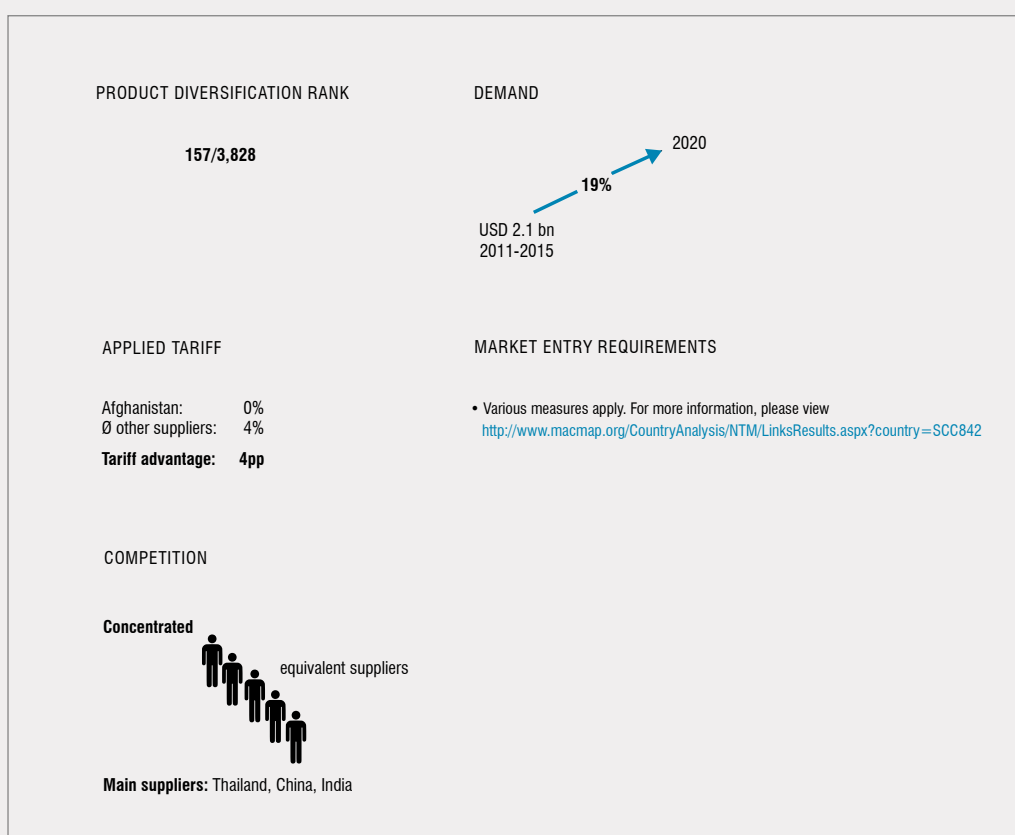 PRODUCT DIVERSIFICATION RANK
157/3,828
DEMAND
2020
19%
USD 2.1 bn
2011-2015
APPLIED TARIFF
Afghanistan: 0%
Ø other suppliers: 4%
Tariff advantage: 4pp
MARKET ENTRY REQUIREMENTS
• Various measures apply. For more information, please view
http://www.macmap.org/CountryAnalysis/NTM/LinksResults.aspx?country=SCC842
COMPETITION
Concentrated
equivalent suppliers
Main suppliers: Thailand, China, India